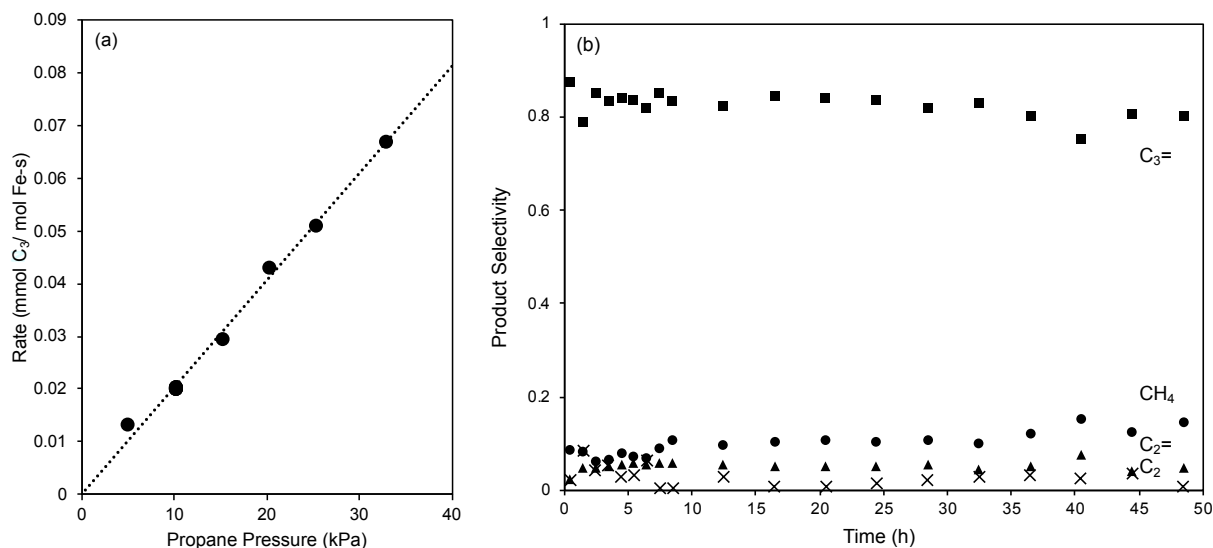 (a)
0.09
0.08
0.07
0.06
0.05
0.04
0.03
0.02
0.01
0
0 10 20 30 40
Rate (mmol C₃/ mol Fe-s)
Propane Pressure (kPa)
(b)
1
0.8
0.6
0.4
0.2
0
0 5 10 15 20 25 30 35 40 45 50
Product Selectivity
Time (h)
C₃=
CH₄
C₂=
C₂